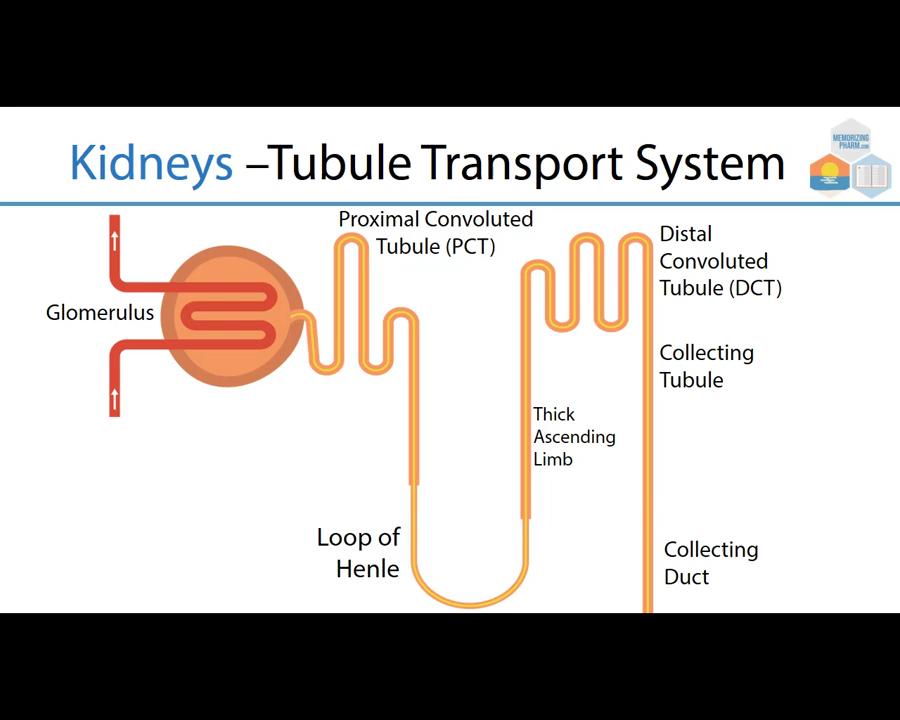 Kidneys –Tubule Transport System
MEMORIZING
PHARM.COM
Proximal Convoluted
Tubule (PCT)
Distal
Convoluted
Tubule (DCT)
Glomerulus
Collecting
Tubule
Thick
Ascending
Limb
Loop of
Henle
Collecting
Duct